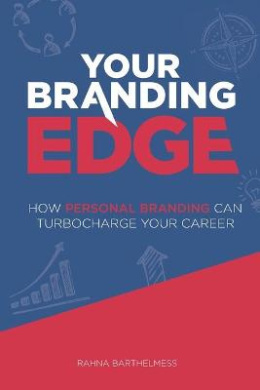 YOUR
BRANDING
EDGE
HOW PERSONAL BRANDING CAN
TURBOCHARGE YOUR CAREER
RAHNA BARTHELMESS